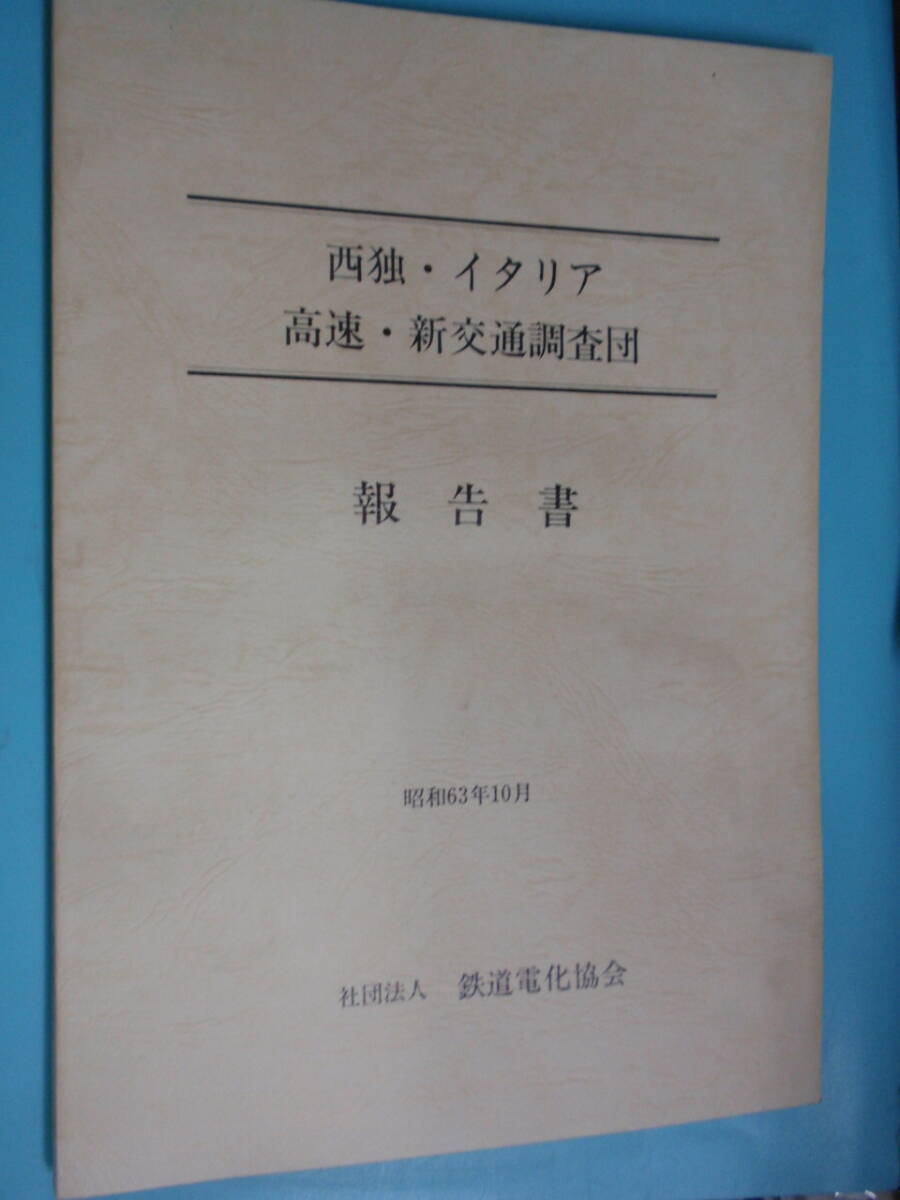 西独・イタリア
高速・新交通調査団
報告書
昭和63年10月
社団法人 鉄道電化協会